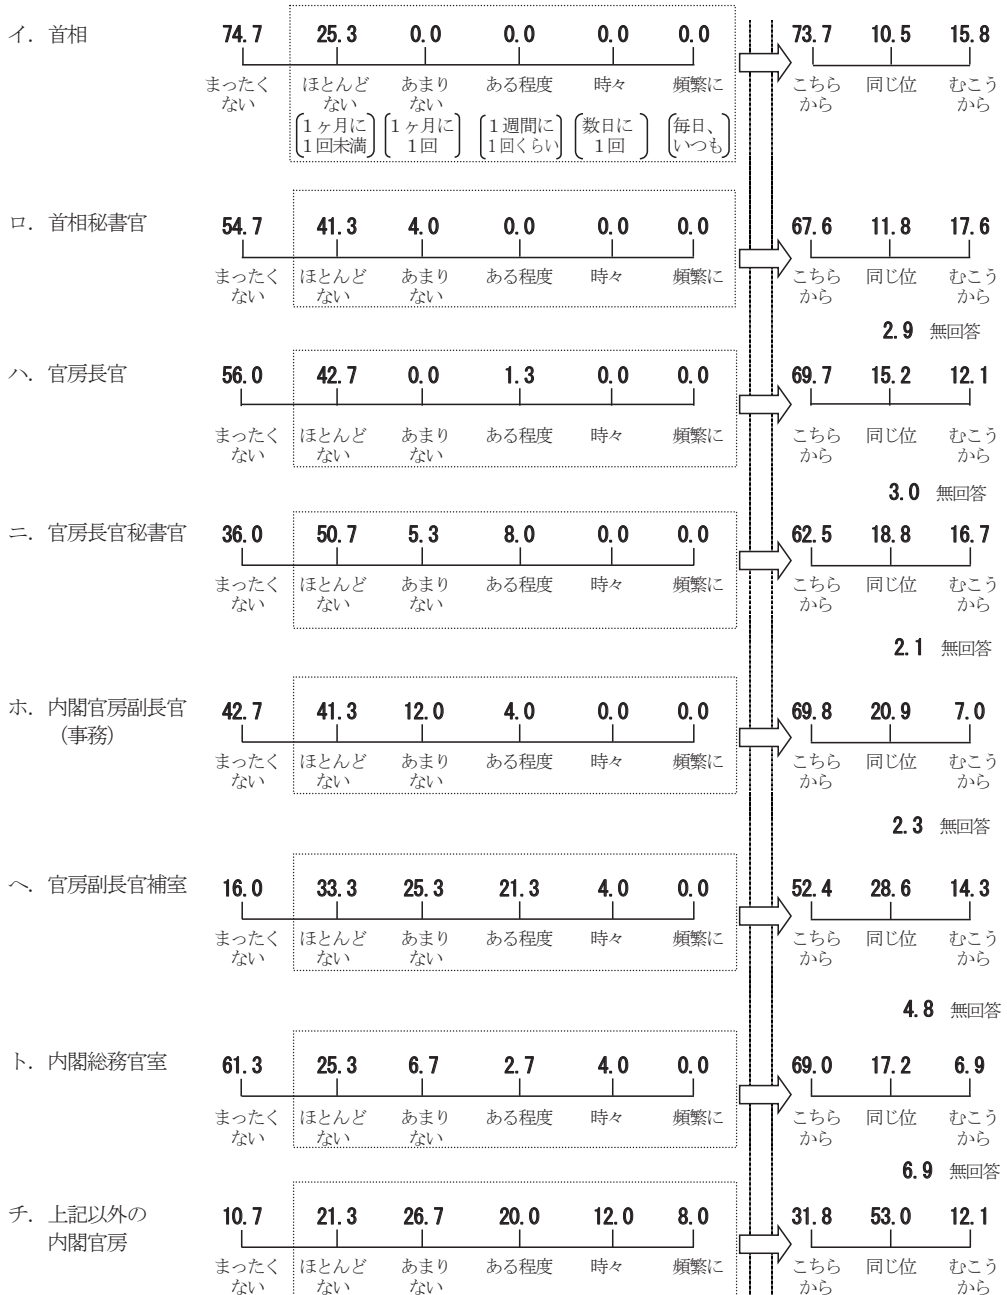 イ．首相 74.7 25.3 0.0 0.0 0.0 0.0 73.7 10.5 15.8
まったく ほとんど あまり ある程度 時々 頻繁に こちら 同じ位 むこう
ない ない ない から から
１ヶ月に １ヶ月に １週間に 数日に 毎日、
１回未満 １回 １回くらい １回 いつも
ロ．首相秘書官 54.7 41.3 4.0 0.0 0.0 0.0 67.6 11.8 17.6
まったく ほとんど あまり ある程度 時々 頻繁に こちら 同じ位 むこう
ない ない ない から から
2.9 無回答
ハ．官房長官 56.0 42.7 0.0 1.3 0.0 0.0 69.7 15.2 12.1
まったく ほとんど あまり ある程度 時々 頻繁に こちら 同じ位 むこう
ない ない ない から から
3.0 無回答
ニ．官房長官秘書官 36.0 50.7 5.3 8.0 0.0 0.0 62.5 18.8 16.7
まったく ほとんど あまり ある程度 時々 頻繁に こちら 同じ位 むこう
ない ない ない から から
2.1 無回答
ホ．内閣官房副長官 42.7 41.3 12.0 4.0 0.0 0.0 69.8 20.9 7.0
（事務）
まったく ほとんど あまり ある程度 時々 頻繁に こちら 同じ位 むこう
ない ない ない から から
2.3 無回答
ヘ．官房副長官補室 16.0 33.3 25.3 21.3 4.0 0.0 52.4 28.6 14.3
まったく ほとんど あまり ある程度 時々 頻繁に こちら 同じ位 むこう
ない ない ない から から
4.8 無回答
ト．内閣総務官室 61.3 25.3 6.7 2.7 4.0 0.0 69.0 17.2 6.9
まったく ほとんど あまり ある程度 時々 頻繁に こちら 同じ位 むこう
ない ない ない から から
6.9 無回答
チ．上記以外の 10.7 21.3 26.7 20.0 12.0 8.0 31.8 53.0 12.1
内閣官房
まったく ほとんど あまり ある程度 時々 頻繁に こちら 同じ位 むこう
ない ない ない から から